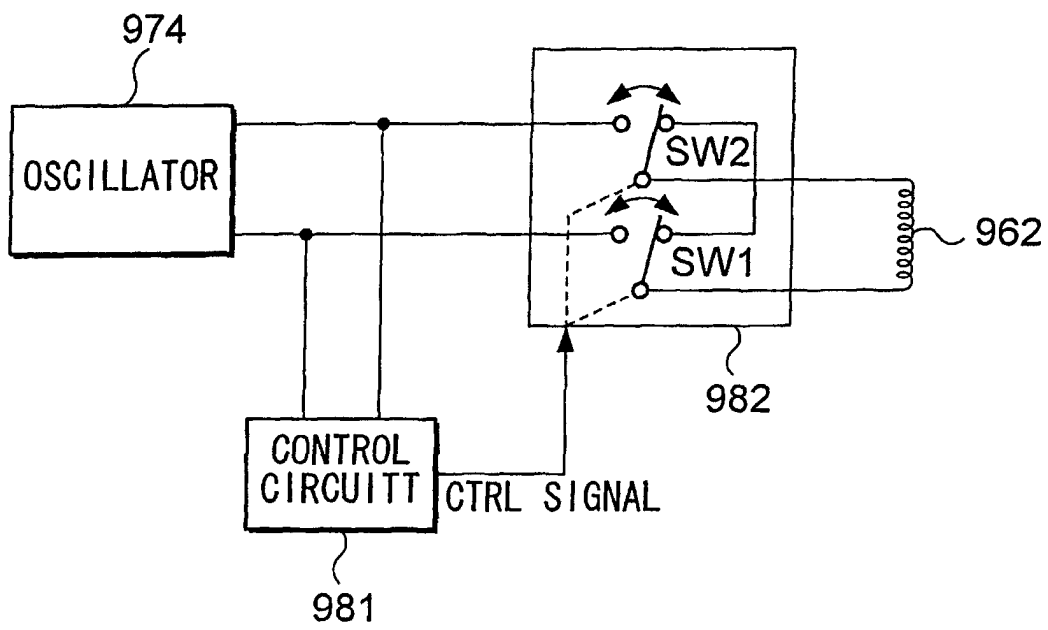 974
OSCILLATOR
SW2
SW1
962
982
CONTROL
CIRCUITT
CTRL SIGNAL
981